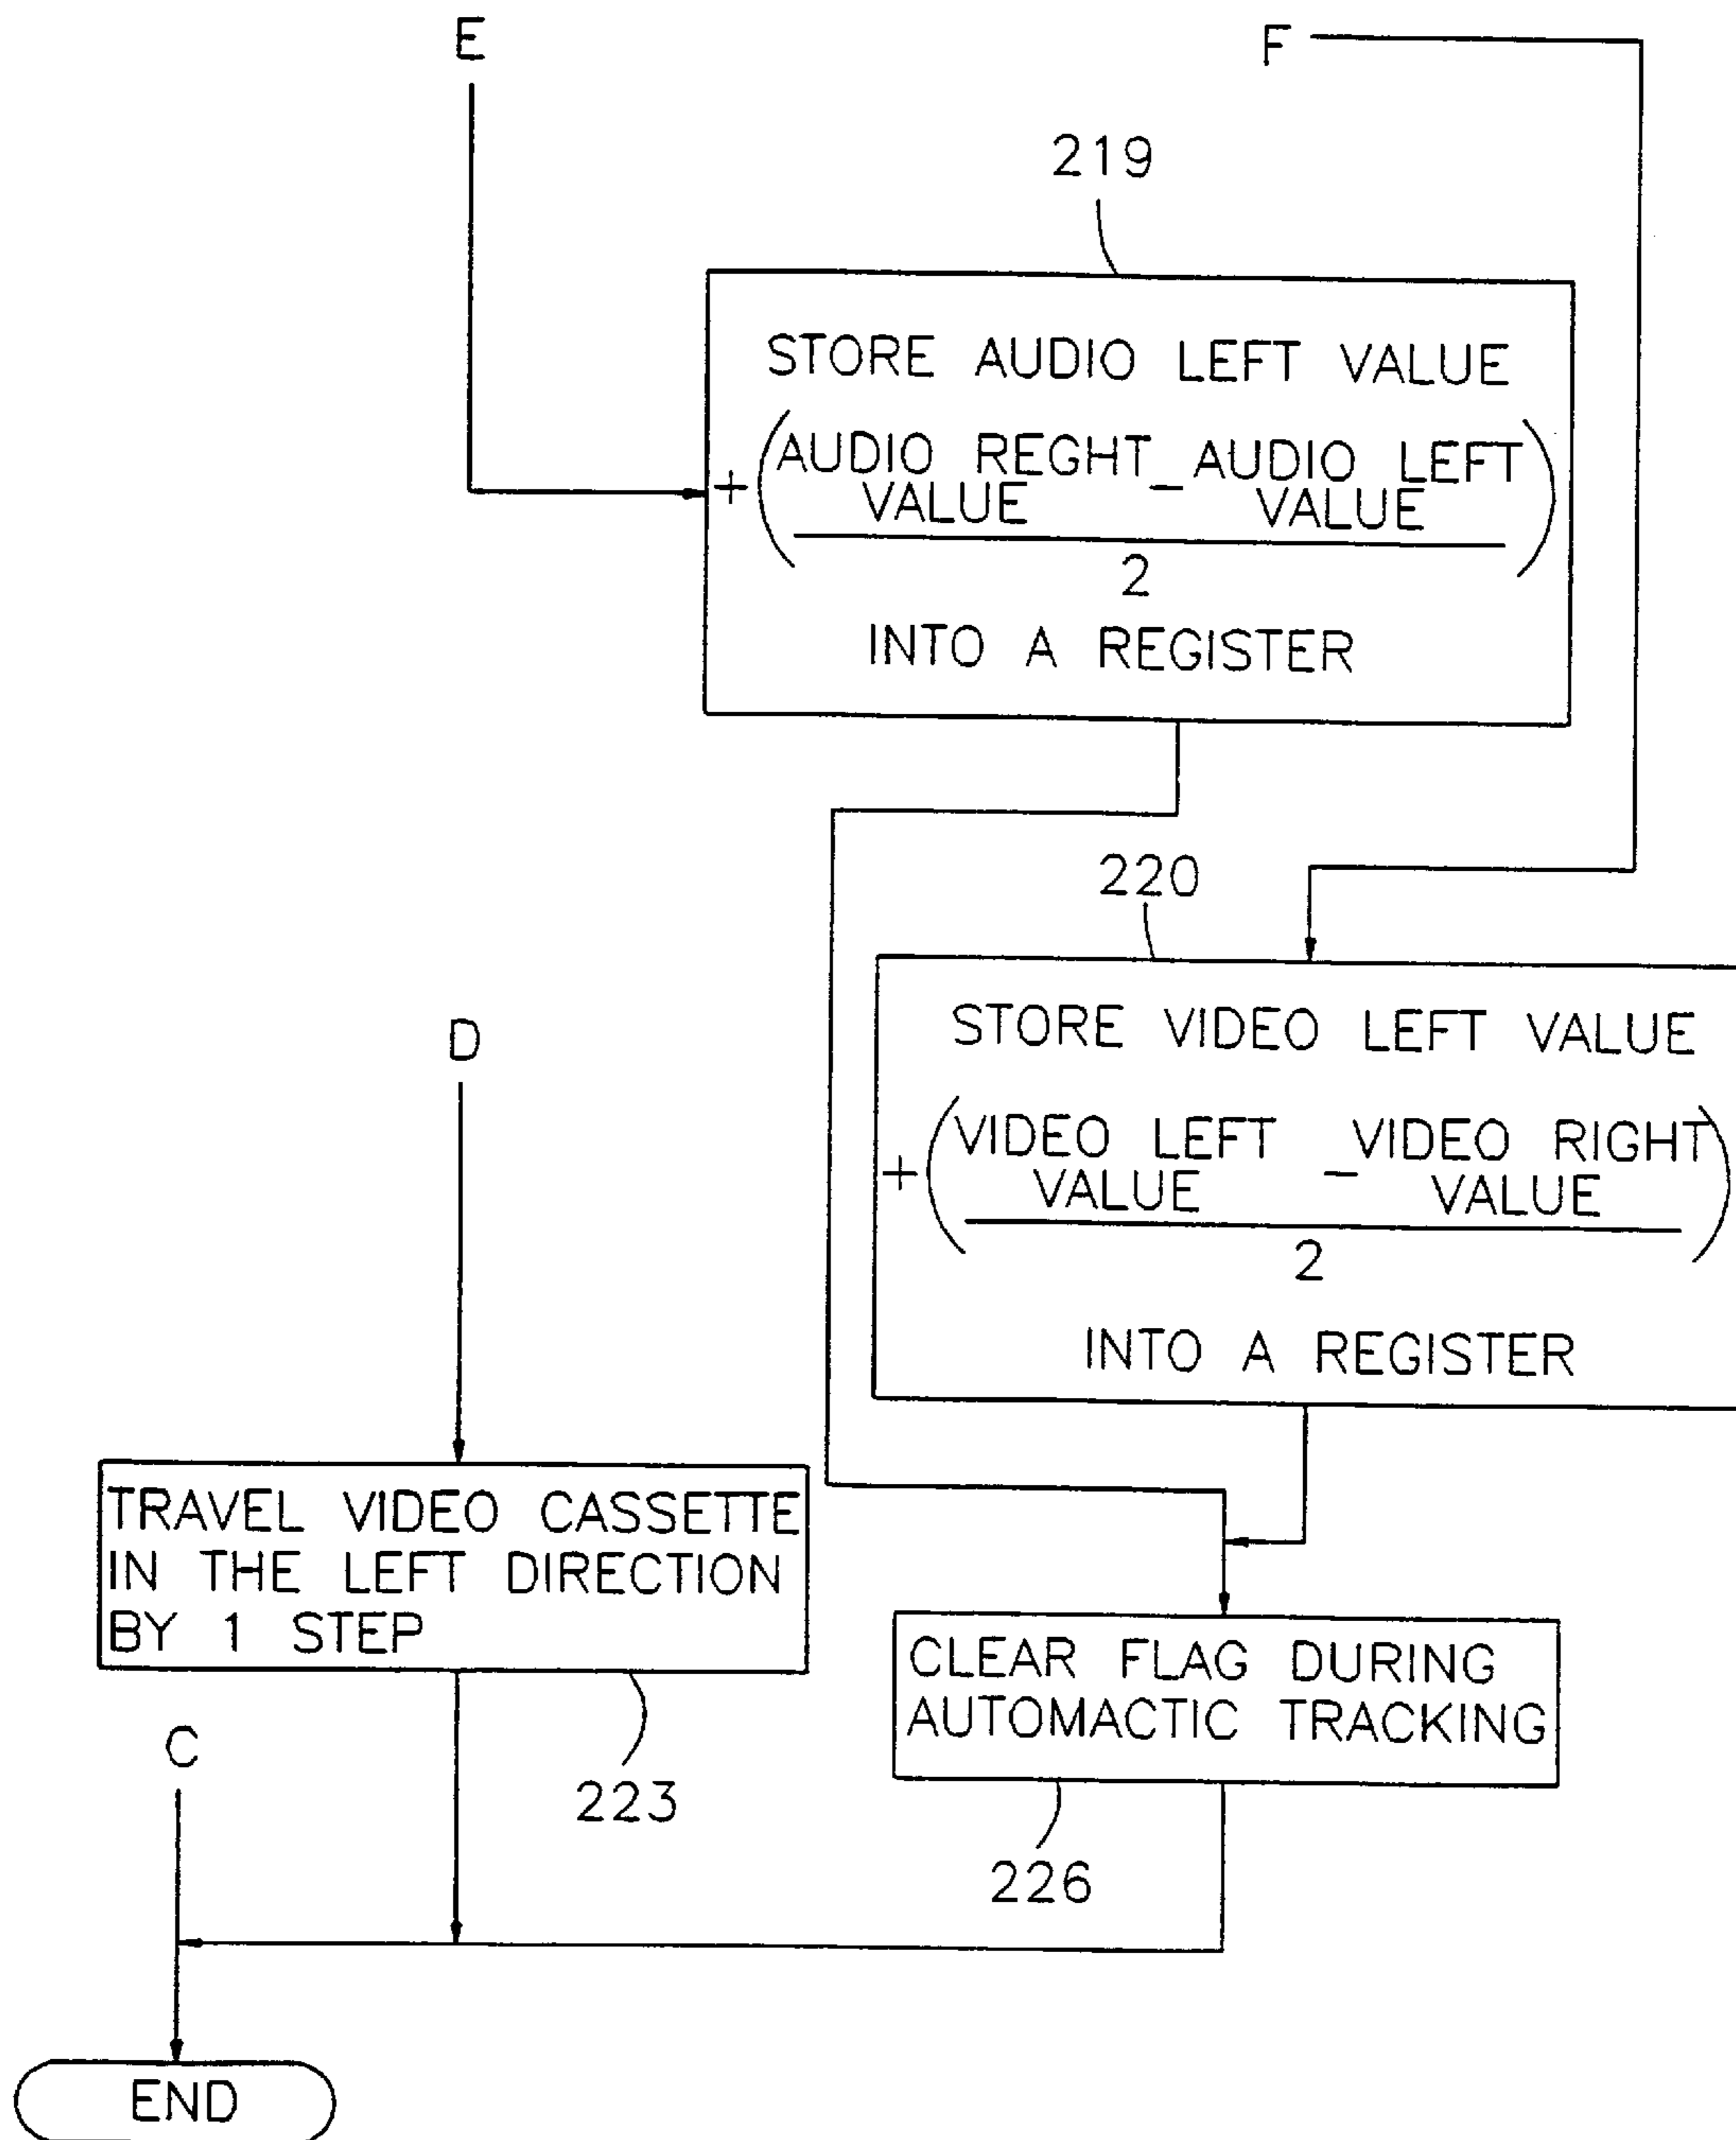 E
F
219
STORE AUDIO LEFT VALUE
+(AUDIO REGHT - AUDIO LEFT)
VALUE VALUE
2
INTO A REGISTER
220
STORE VIDEO LEFT VALUE
+(VIDEO LEFT - VIDEO RIGHT)
VALUE VALUE
2
INTO A REGISTER
D
TRAVEL VIDEO CASSETTE
IN THE LEFT DIRECTION
BY 1 STEP
223
CLEAR FLAG DURING
AUTOMACTIC TRACKING
226
C
END